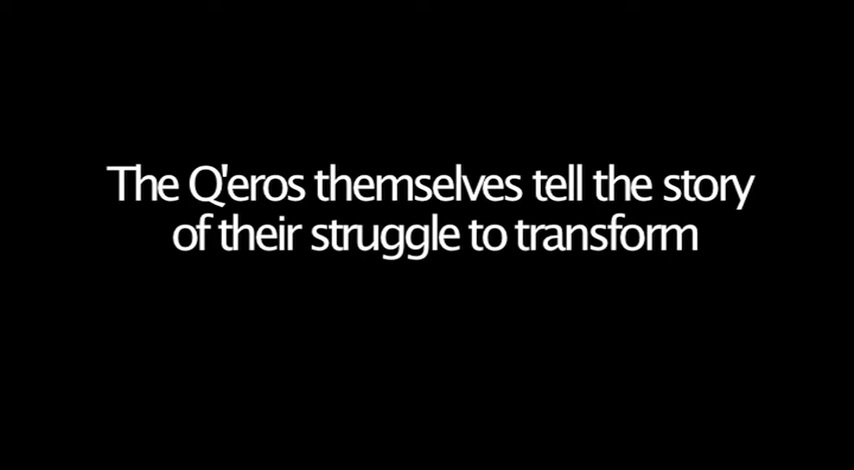 The Q'eros themselves tell the story
of their struggle to transform